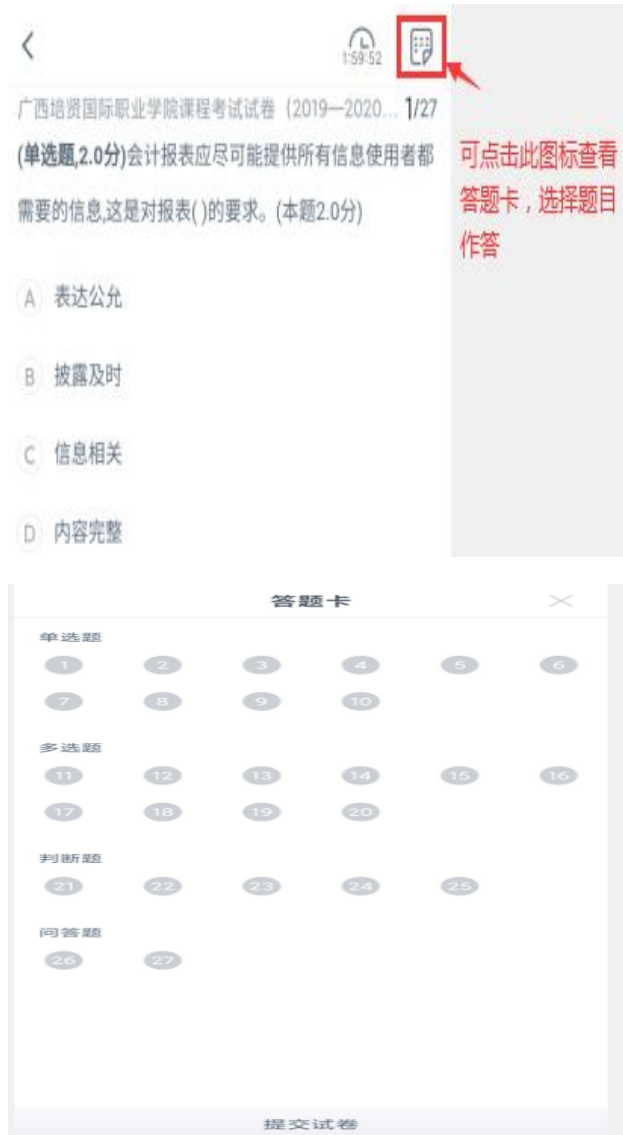 1:59:52
广西培贤国际职业学院课程考试试卷（2019—2020... 1/27
(单选题,2.0分)会计报表应尽可能提供所有信息使用者都
需要的信息,这是对报表( )的要求。(本题2.0分)
可点击此图标查看
答题卡，选择题目
作答
A 表达公允
B 披露及时
C 信息相关
D 内容完整
答题卡
单选题
1 2 3 4 5 6
7 8 9 10
多选题
11 12 13 14 15 16
17 18 19 20
判断题
21 22 23 24 25
问答题
26 27
提交试卷